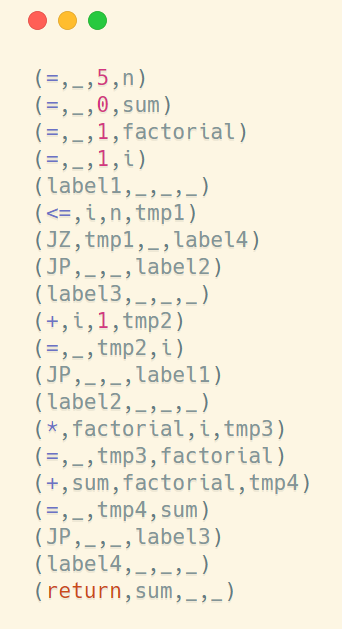 (=,_,5,n)
(=,_,0,sum)
(=,_,1,factorial)
(=,_,1,i)
(label1,_,_,_)
(<=,i,n,tmp1)
(JZ,tmp1,_,label4)
(JP,_,_,label2)
(label3,_,_,_)
(+,i,1,tmp2)
(=,_,tmp2,i)
(JP,_,_,label1)
(label2,_,_,_)
(*,factorial,i,tmp3)
(=,_,tmp3,factorial)
(+,sum,factorial,tmp4)
(=,_,tmp4,sum)
(JP,_,_,label3)
(label4,_,_,_)
(return,sum,_,_)